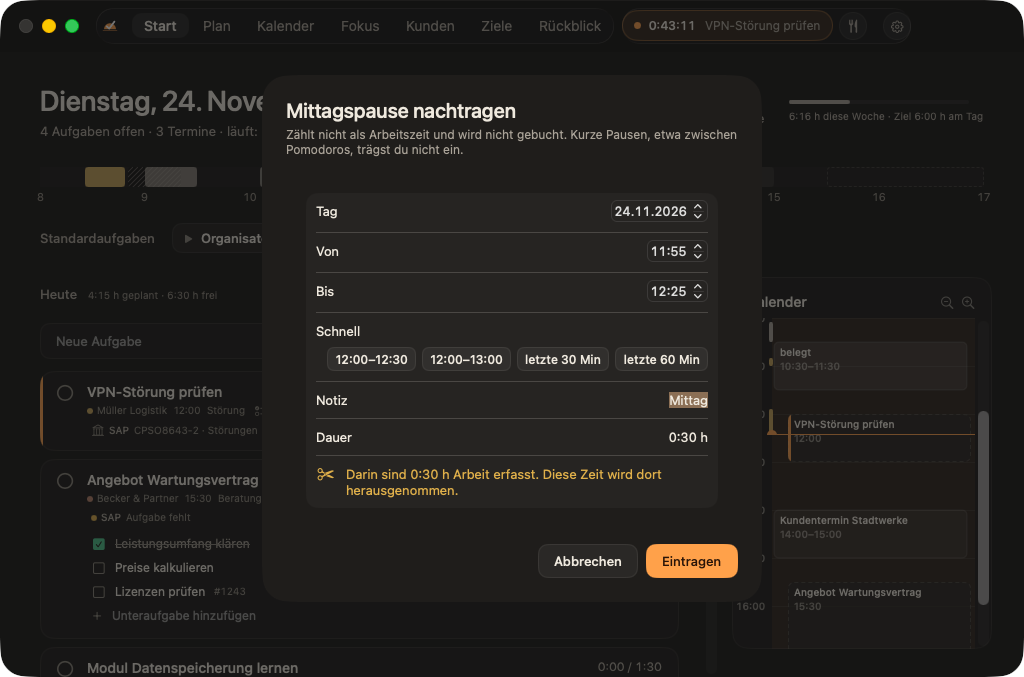 Start Plan Kalender Fokus Kunden Ziele Rückblick 0:43:11 VPN-Störung prüfen
Dienstag, 24. Nove
4 Aufgaben offen · 3 Termine · läuft:
6:16 h diese Woche · Ziel 6:00 h am Tag
8 9 10 15 16 17
Standardaufgaben Organisat
Heute 4:15 h geplant · 6:30 h frei
Neue Aufgabe
VPN-Störung prüfen
Müller Logistik 12:00 Störung
SAP CPSO8643-2 · Störungen
Angebot Wartungsvertrag
Becker & Partner 15:30 Beratung
SAP Aufgabe fehlt
Leistungsumfang klären
Preise kalkulieren
Lizenzen prüfen #1243
+ Unteraufgabe hinzufügen
Modul Datenspeicherung lernen 0:00 / 1:30
Mittagspause nachtragen
Zählt nicht als Arbeitszeit und wird nicht gebucht. Kurze Pausen, etwa zwischen
Pomodoros, trägst du nicht ein.
Tag 24.11.2026
Von 11:55
Bis 12:25
Schnell
12:00–12:30 12:00–13:00 letzte 30 Min letzte 60 Min
Notiz Mittag
Dauer 0:30 h
Darin sind 0:30 h Arbeit erfasst. Diese Zeit wird dort
herausgenommen.
Abbrechen Eintragen
alender
belegt
10:30–11:30
VPN-Störung prüfen
12:00
Kundentermin Stadtwerke
14:00–15:00
Angebot Wartungsvertrag
16:00 15:30